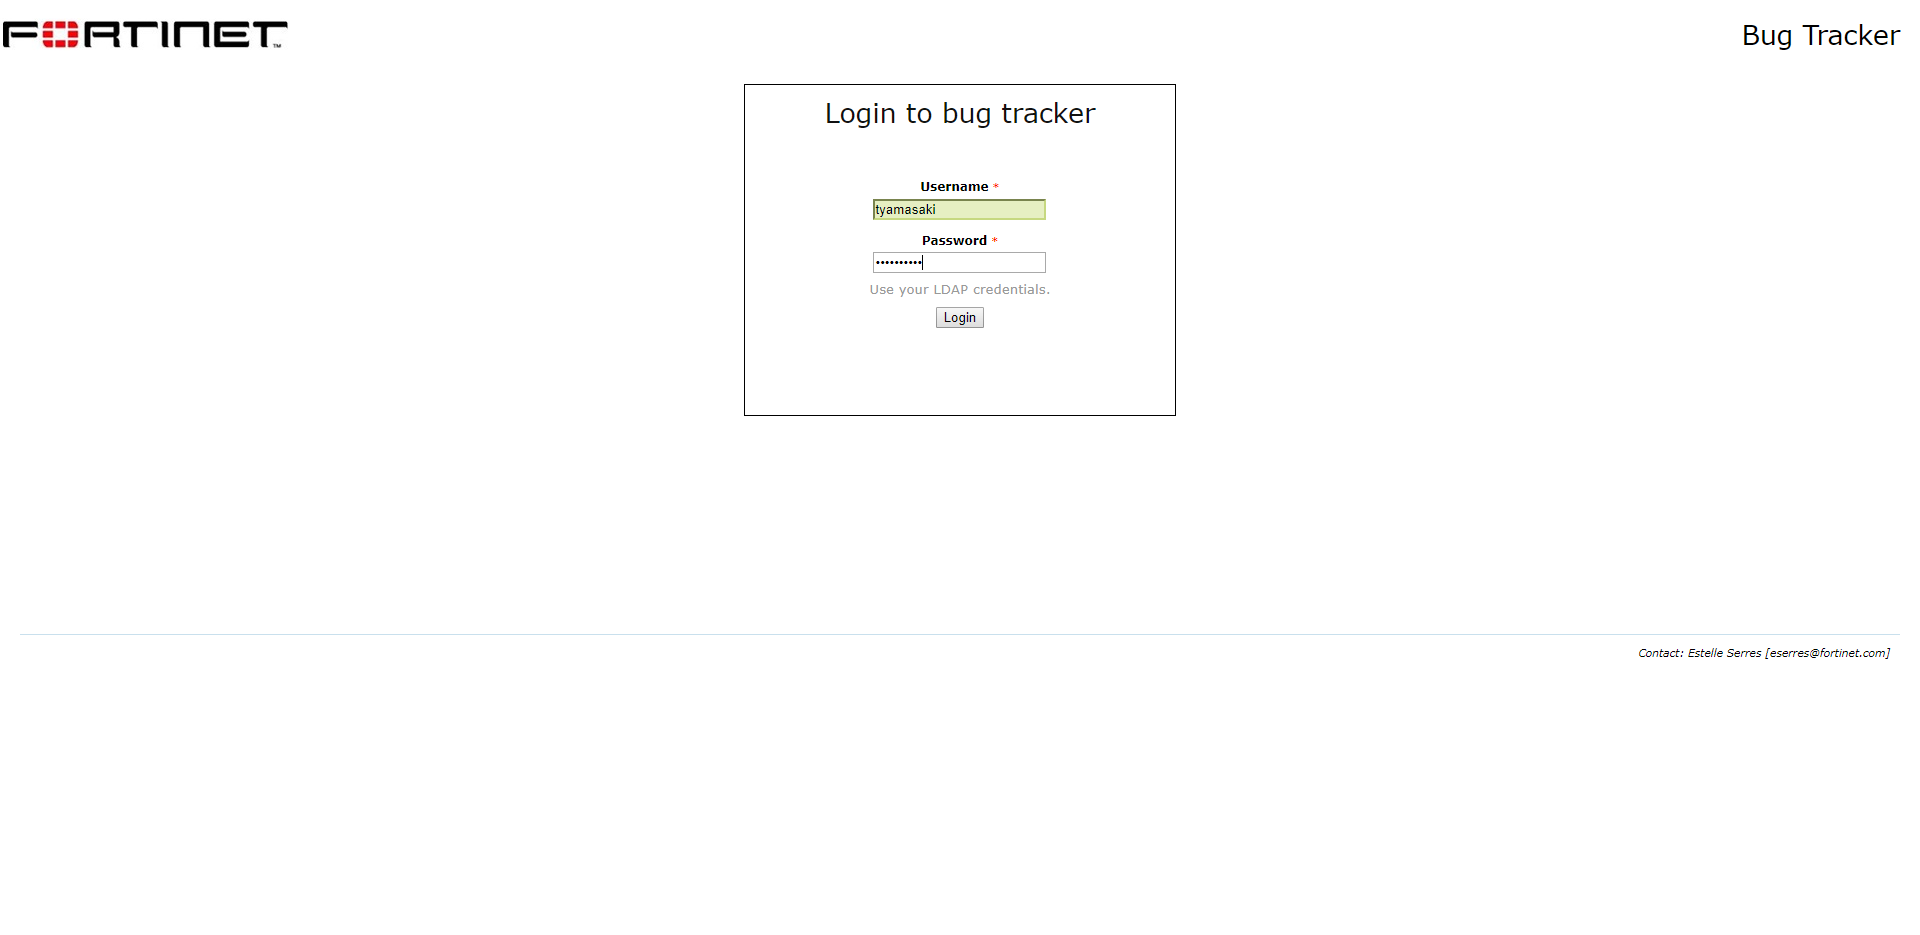 FORTINET™
Bug Tracker
Login to bug tracker
Username *
tyamasaki
Password *
••••••••••
Use your LDAP credentials.
Login
Contact: Estelle Serres [eserres@fortinet.com]